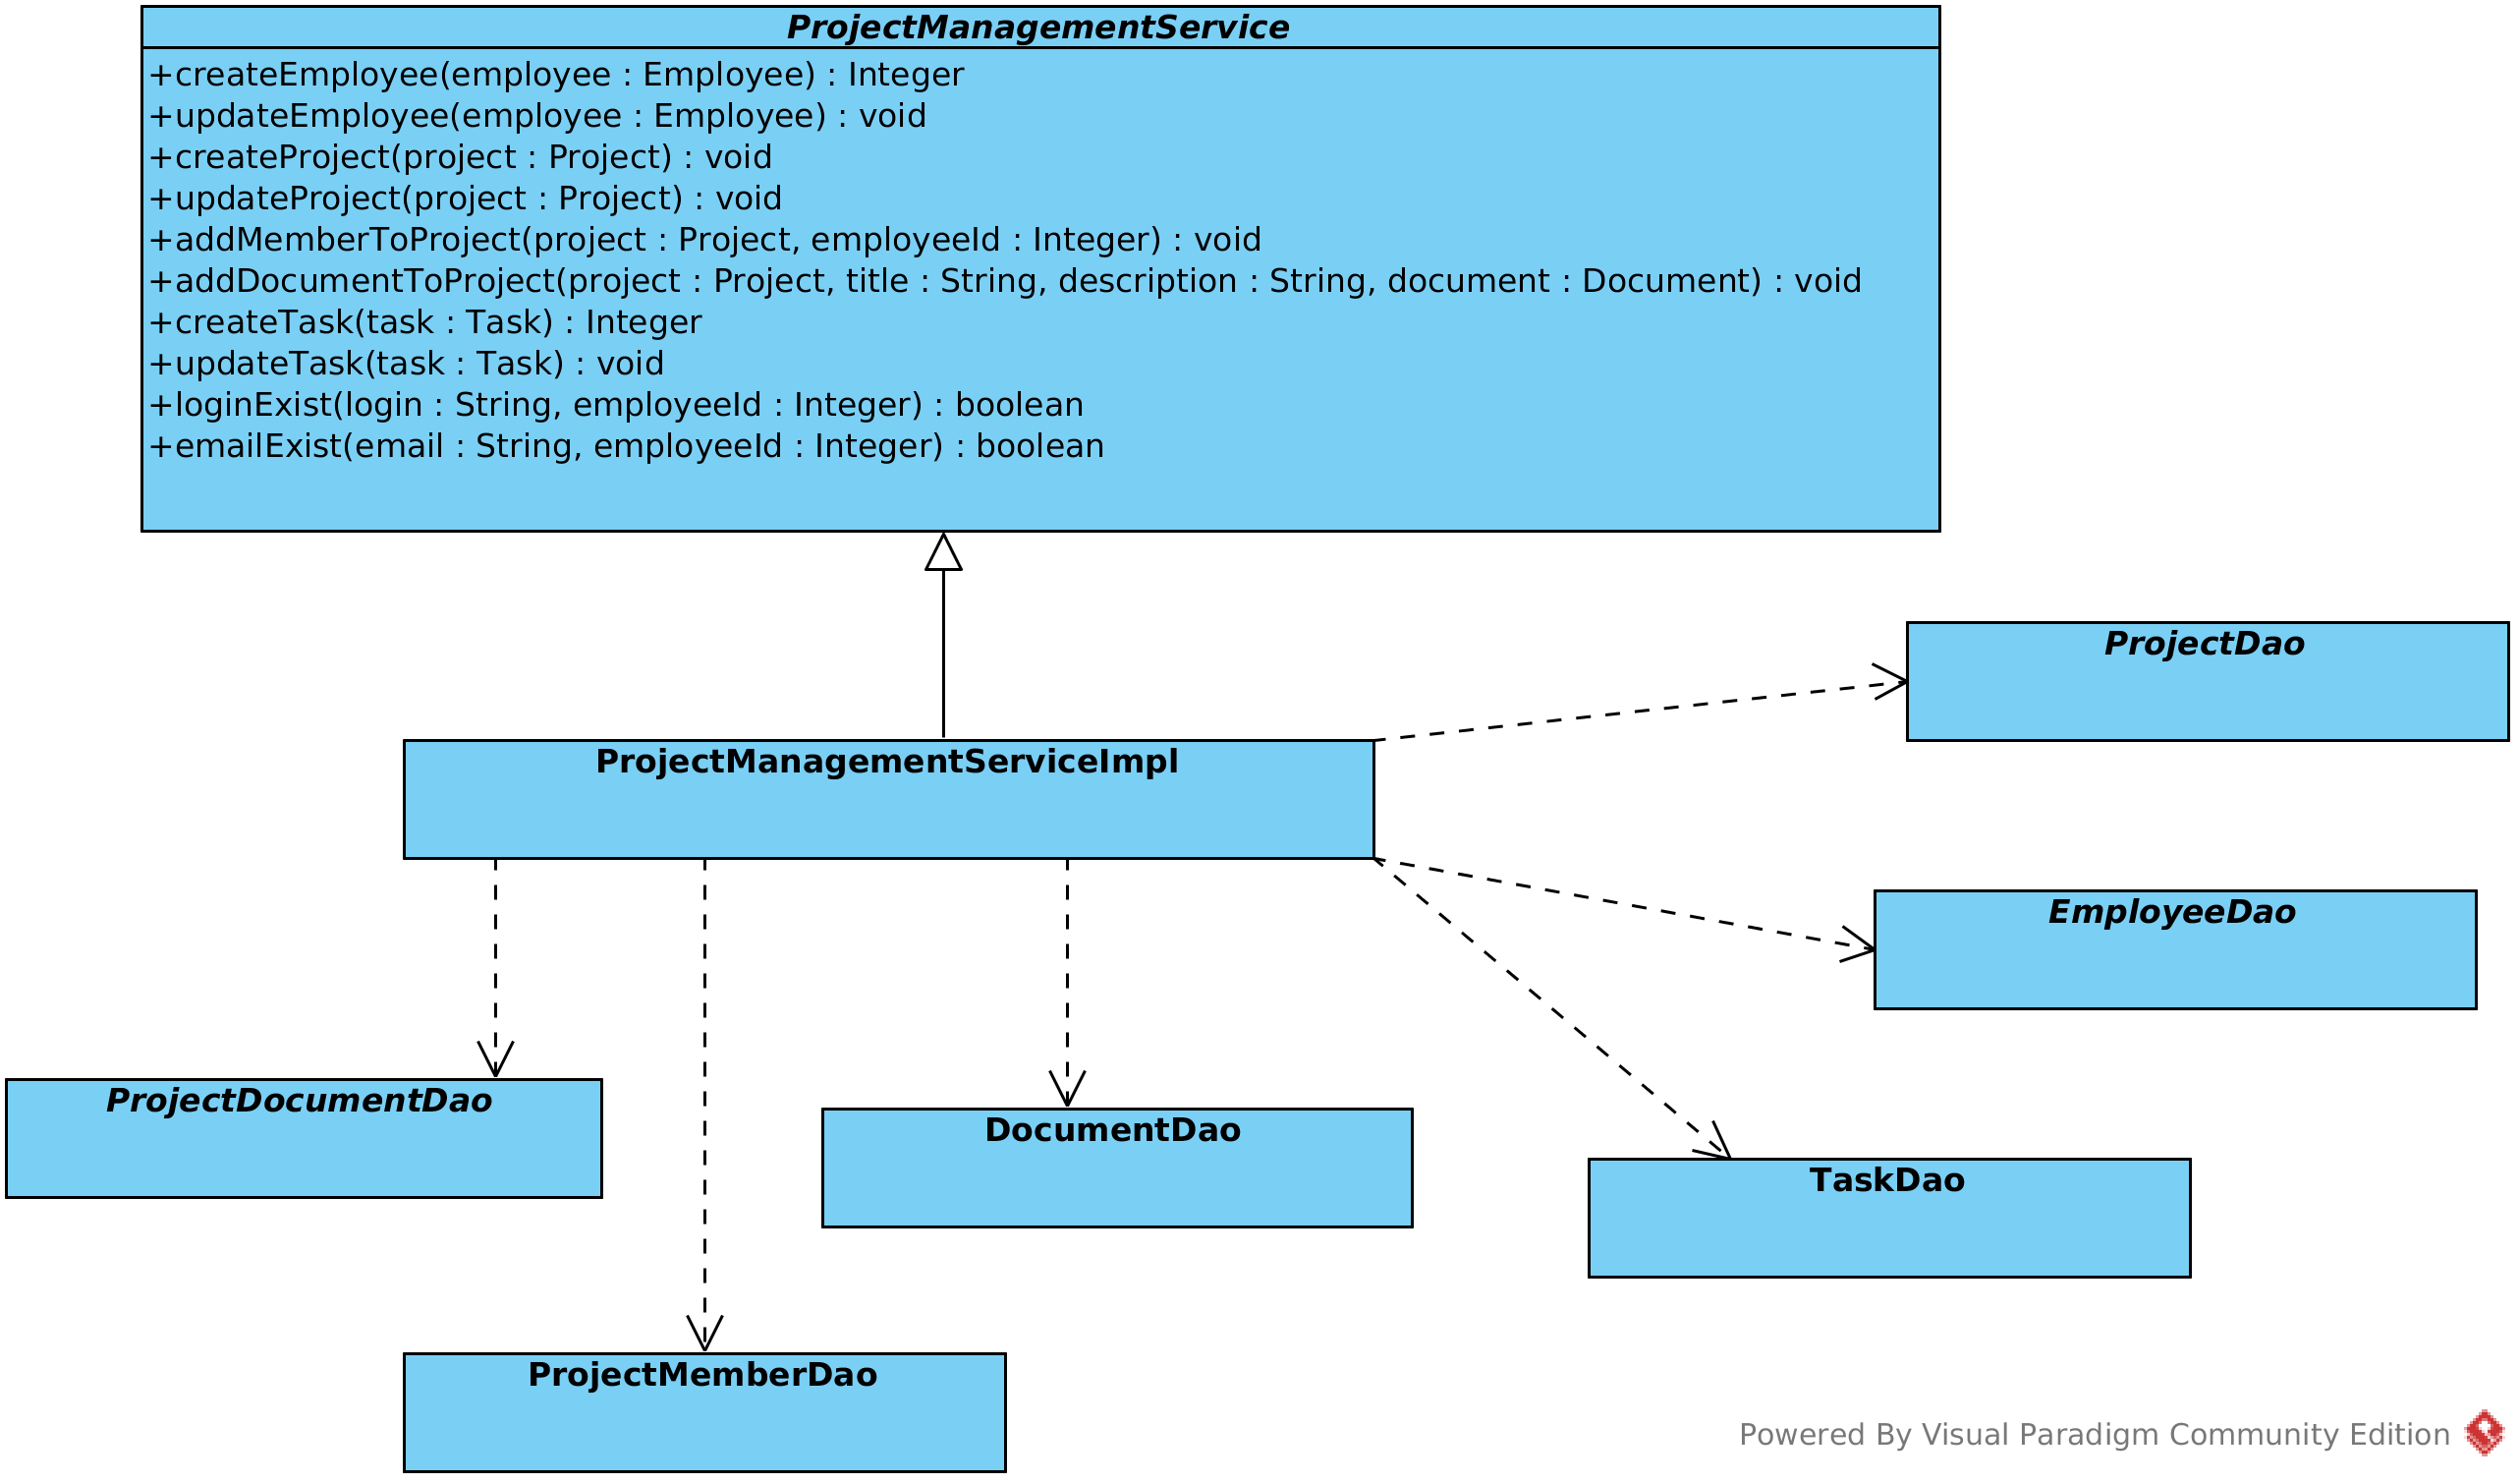 ProjectManagementService
+createEmployee(employee : Employee) : Integer
+updateEmployee(employee : Employee) : void
+createProject(project : Project) : void
+updateProject(project : Project) : void
+addMemberToProject(project : Project, employeeId : Integer) : void
+addDocumentToProject(project : Project, title : String, description : String, document : Document) : void
+createTask(task : Task) : Integer
+updateTask(task : Task) : void
+loginExist(login : String, employeeId : Integer) : boolean
+emailExist(email : String, employeeId : Integer) : boolean
ProjectDao
ProjectManagementServiceImpl
EmployeeDao
ProjectDocumentDao
DocumentDao
TaskDao
ProjectMemberDao
Powered By Visual Paradigm Community Edition